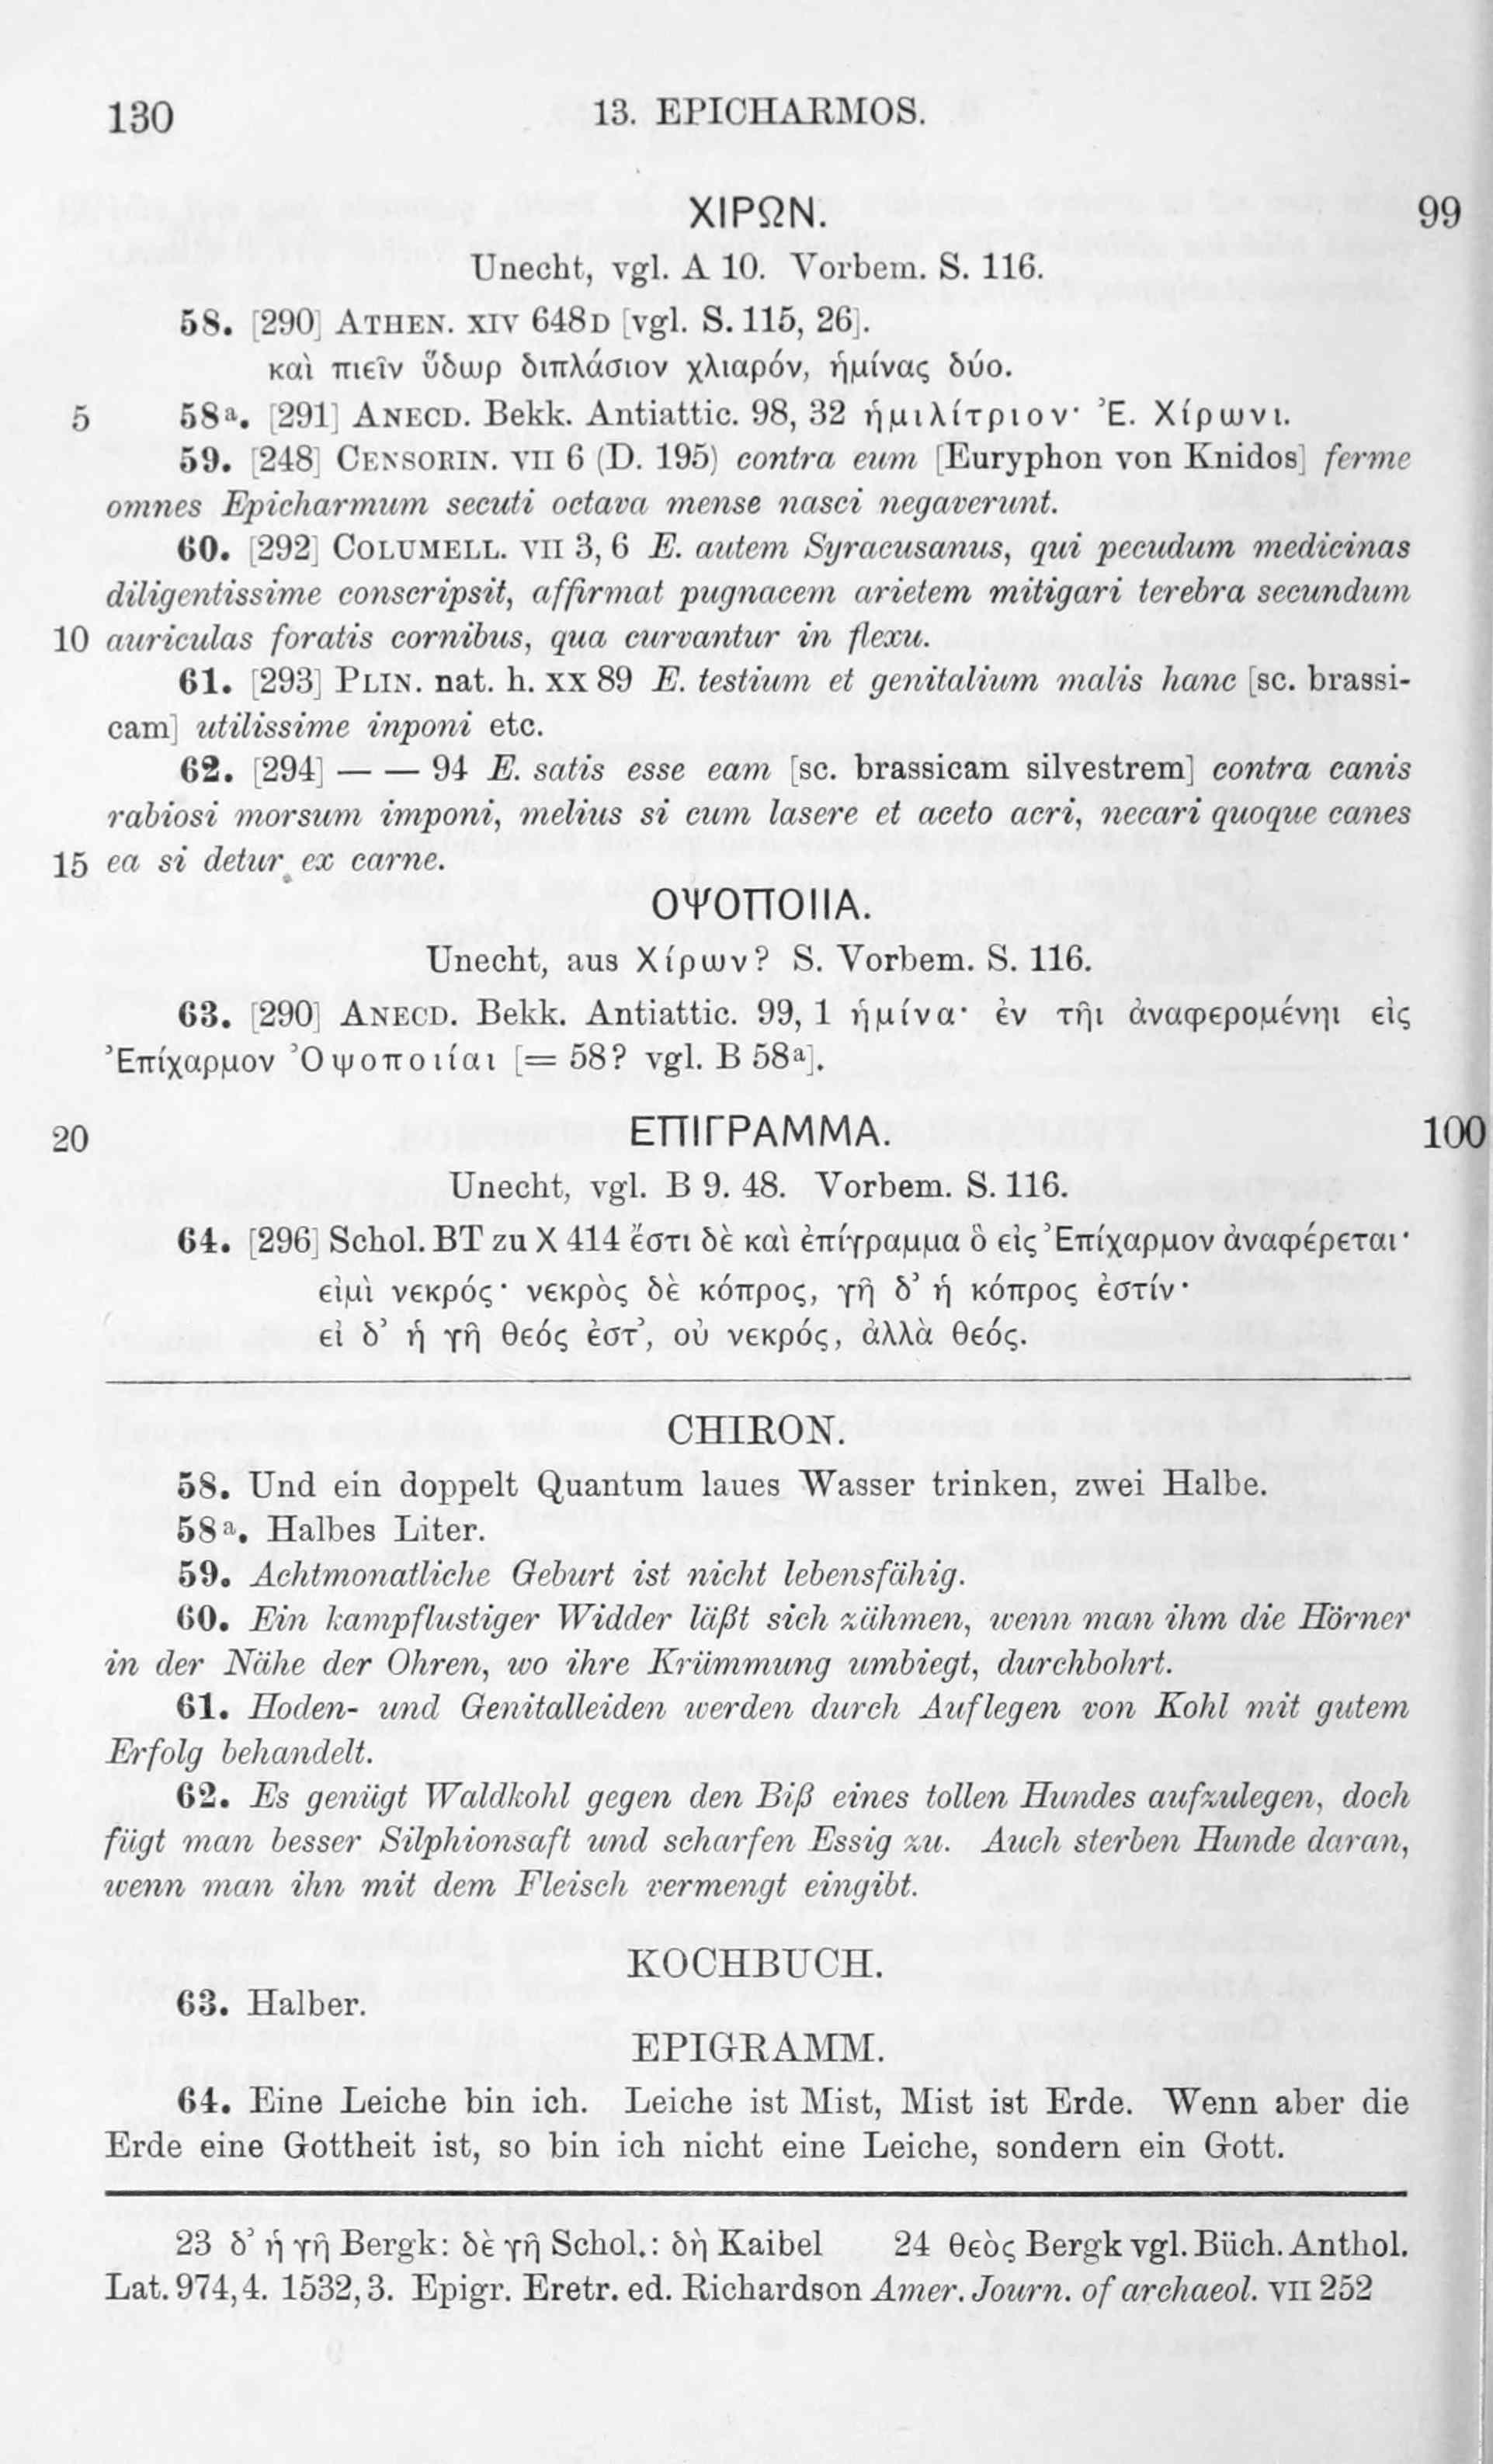 130 13. EPICHARMOS.
ΧΙΡΩΝ. 99
Unecht, vgl. A 10. Vorbem. S. 116.
58. [290] ATHEN. XIV 648D [vgl. S. 115, 26].
καὶ πιεῖν ὕδωρ διπλάσιον χλιαρόν, ἡμίνας δύο.
5 58ª. [291] ANECD. Bekk. Antiattic. 98, 32 ἡμιλίτριον· Ἐ. Χίρωνι.
59. [248] CENSORIN. VII 6 (D. 195) contra eum [Euryphon von Knidos] ferme
omnes Epicharmum secuti octava mense nasci negaverunt.
60. [292] COLUMELL. VII 3, 6 E. autem Syracusanus, qui pecudum medicinas
diligentissime conscripsit, affirmat pugnacem arietem mitigari terebra secundum
10 auriculas foratis cornibus, qua curvantur in flexu.
61. [293] PLIN. nat. h. XX 89 E. testium et genitalium malis hanc [sc. brassi-
cam] utilissime inponi etc.
62. [294] — — 94 E. satis esse eam [sc. brassicam silvestrem] contra canis
rabiosi morsum imponi, melius si cum lasere et aceto acri, necari quoque canes
15 ea si detur ex carne.
ΟΨΟΠΟΙΙΑ.
Unecht, aus Χίρων? S. Vorbem. S. 116.
63. [290] ANECD. Bekk. Antiattic. 99, 1 ἡμίνα· ἐν τῆι ἀναφερομένηι εἰς
Ἐπίχαρμον Ὀψοποιίαι [= 58? vgl. B 58ª].
20 ΕΠΙΓΡΑΜΜΑ. 100
Unecht, vgl. B 9. 48. Vorbem. S. 116.
64. [296] Schol. BT zu X 414 ἔστι δὲ καὶ ἐπίγραμμα ὃ εἰς Ἐπίχαρμον ἀναφέρεται·
εἰμὶ νεκρός· νεκρὸς δὲ κόπρος, γῆ δ' ἡ κόπρος ἐστίν·
εἰ δ' ἡ γῆ θεός ἐστ', οὐ νεκρός, ἀλλὰ θεός.
CHIRON.
58. Und ein doppelt Quantum laues Wasser trinken, zwei Halbe.
58ª. Halbes Liter.
59. Achtmonatliche Geburt ist nicht lebensfähig.
60. Ein kampflustiger Widder läßt sich zähmen, wenn man ihm die Hörner
in der Nähe der Ohren, wo ihre Krümmung umbiegt, durchbohrt.
61. Hoden- und Genitalleiden werden durch Auflegen von Kohl mit gutem
Erfolg behandelt.
62. Es genügt Waldkohl gegen den Biß eines tollen Hundes aufzulegen, doch
fügt man besser Silphionsaft und scharfen Essig zu. Auch sterben Hunde daran,
wenn man ihn mit dem Fleisch vermengt eingibt.
KOCHBUCH.
63. Halber.
EPIGRAMM.
64. Eine Leiche bin ich. Leiche ist Mist, Mist ist Erde. Wenn aber die
Erde eine Gottheit ist, so bin ich nicht eine Leiche, sondern ein Gott.
23 δ' ἡ γῆ Bergk: δὲ γῆ Schol.: δὴ Kaibel 24 θεὸς Bergk vgl. Büch. Anthol.
Lat. 974,4. 1532,3. Epigr. Eretr. ed. Richardson Amer. Journ. of archaeol. VII 252